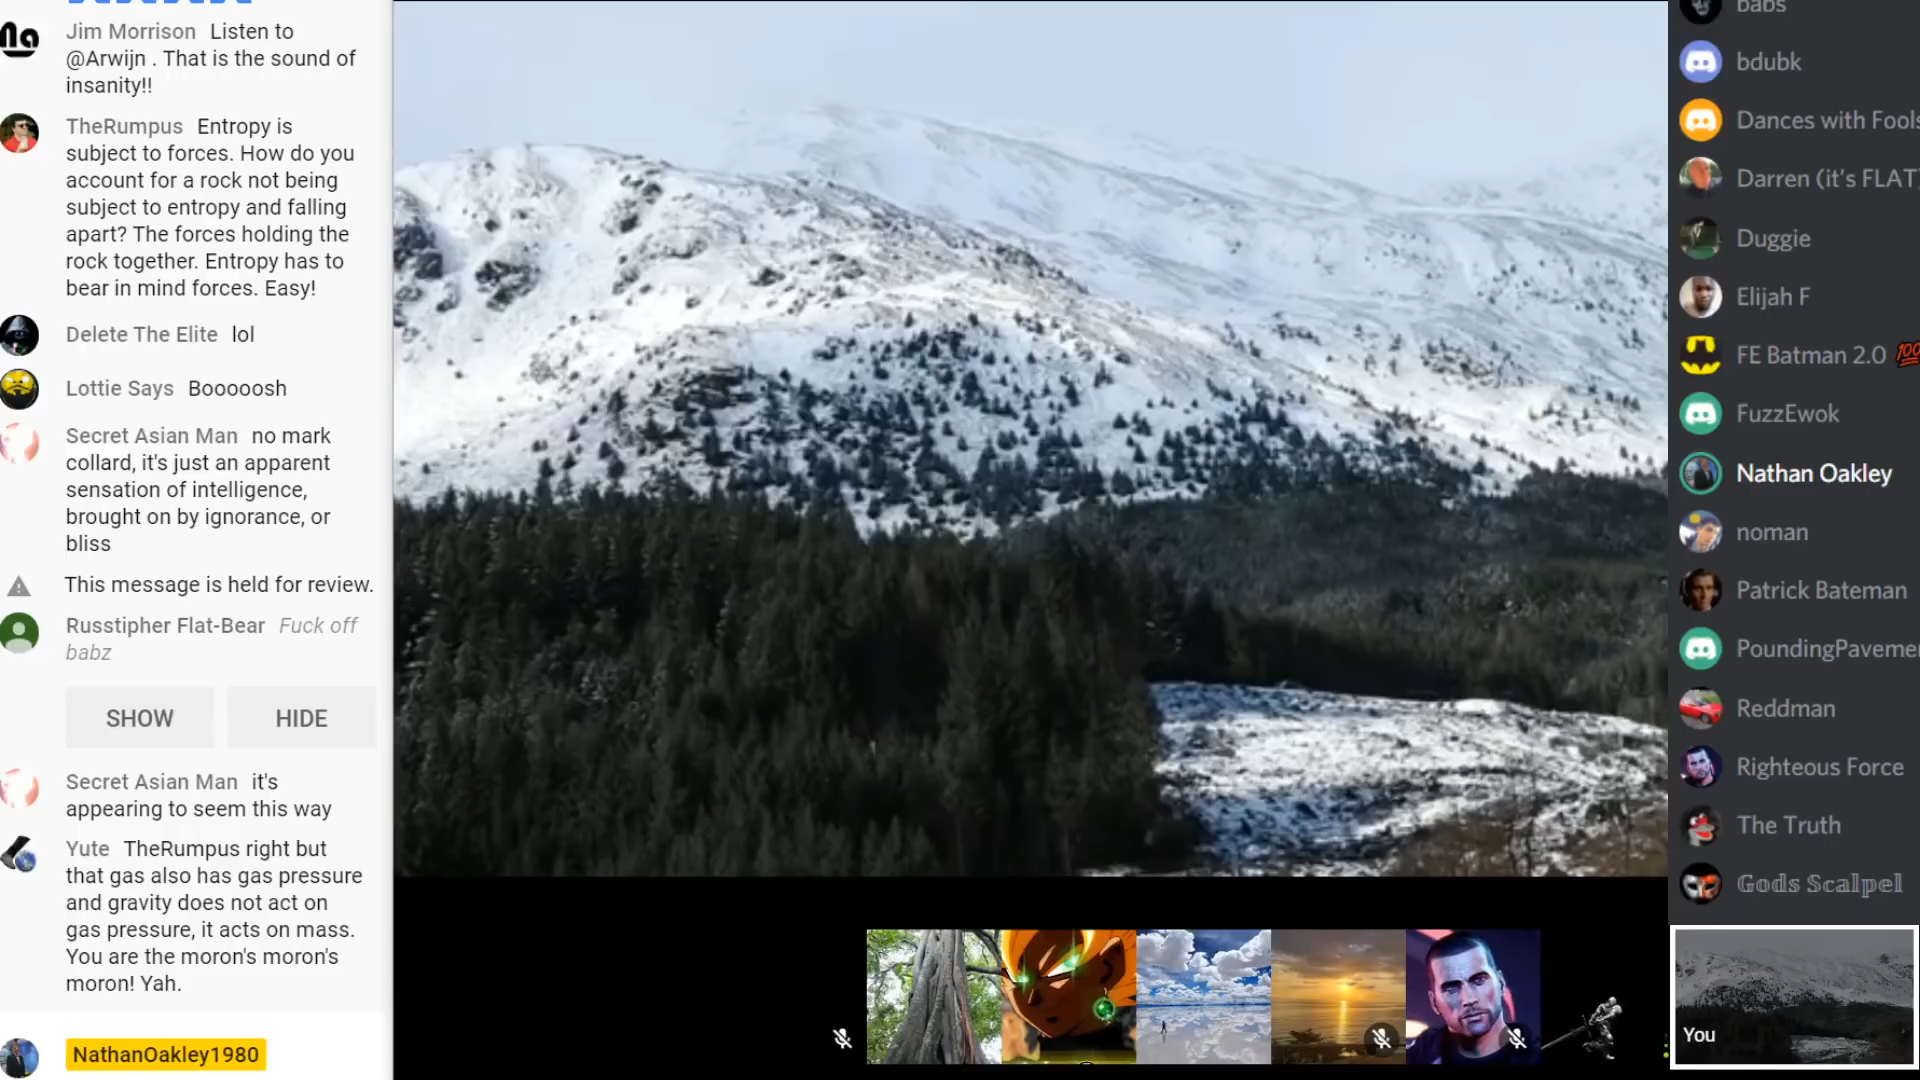 Jim Morrison Listen to
@Arwijn . That is the sound of
insanity!!
TheRumpus Entropy is
subject to forces. How do you
account for a rock not being
subject to entropy and falling
apart? The forces holding the
rock together. Entropy has to
bear in mind forces. Easy!
Delete The Elite lol
Lottie Says Booooosh
Secret Asian Man no mark
collard, it's just an apparent
sensation of intelligence,
brought on by ignorance, or
bliss
This message is held for review.
Russtipher Flat-Bear Fuck off
babz
SHOW HIDE
Secret Asian Man it's
appearing to seem this way
Yute TheRumpus right but
that gas also has gas pressure
and gravity does not act on
gas pressure, it acts on mass.
You are the moron's moron's
moron! Yah.
NathanOakley1980
babs
bdubk
Dances with Fools
Darren (it's FLAT)
Duggie
Elijah F
FE Batman 2.0 100
FuzzEwok
Nathan Oakley
noman
Patrick Bateman
PoundingPaveme
Reddman
Righteous Force
The Truth
Gods Scalpel
You